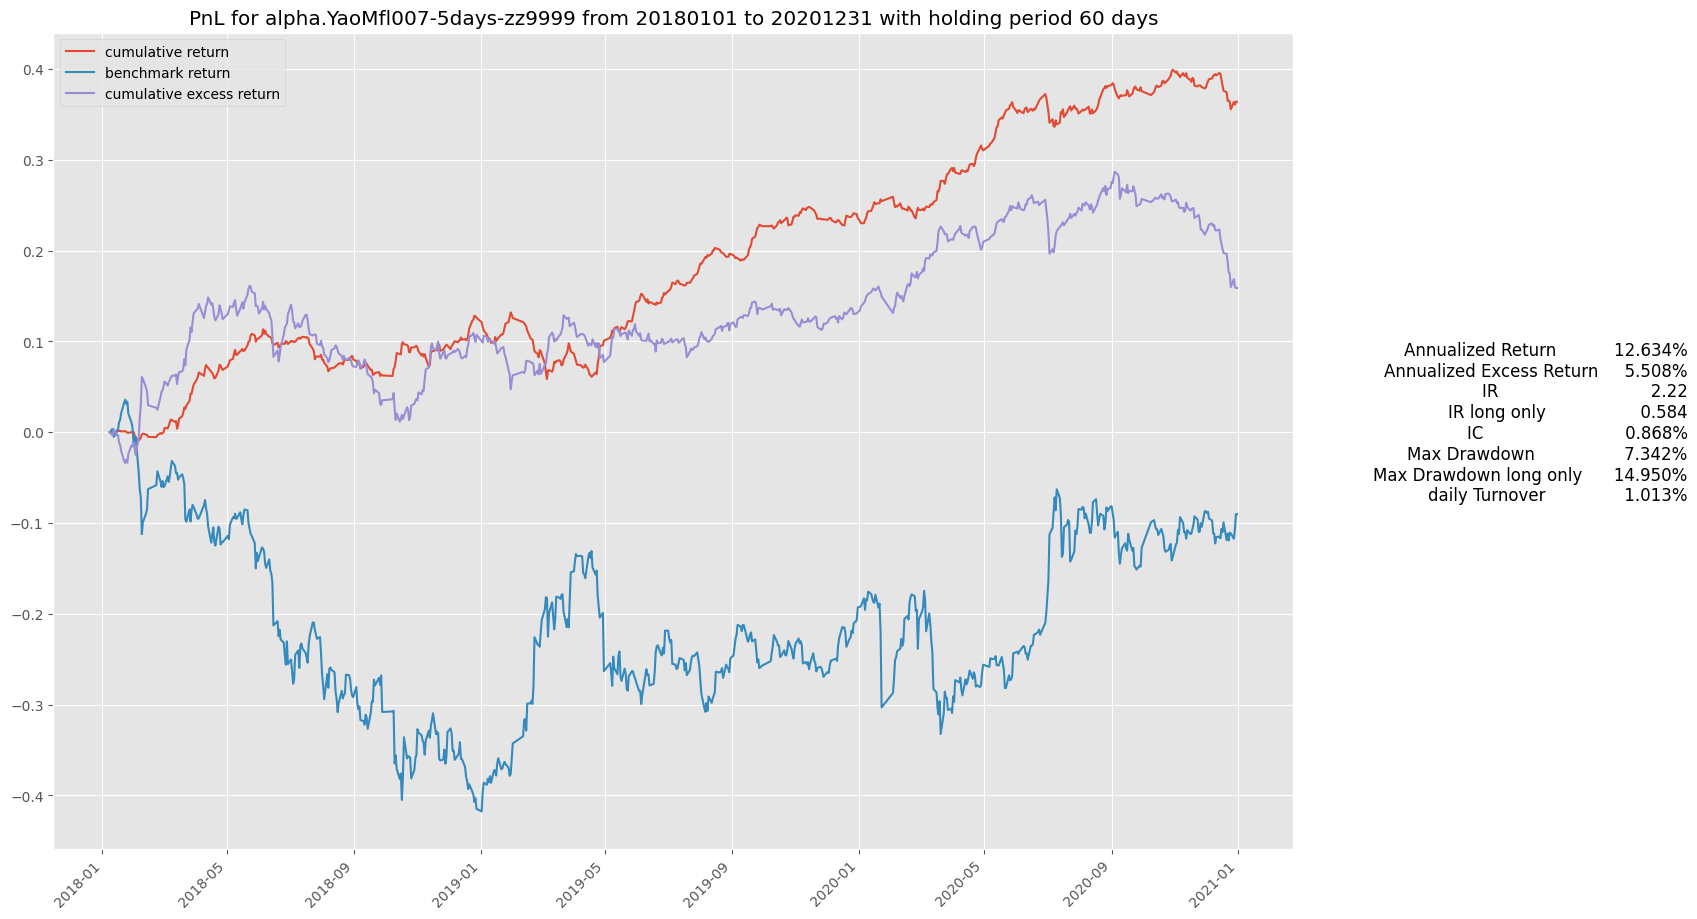 PnL for alpha.YaoMfl007-5days-zz9999 from 20180101 to 20201231 with holding period 60 days
cumulative return
benchmark return
cumulative excess return
0.4
0.3
0.2
0.1
0.0
−0.1
−0.2
−0.3
−0.4
2018-01
2018-05
2018-09
2019-01
2019-05
2019-09
2020-01
2020-05
2020-09
2021-01
Annualized Return 12.634%
Annualized Excess Return 5.508%
IR 2.22
IR long only 0.584
IC 0.868%
Max Drawdown 7.342%
Max Drawdown long only 14.950%
daily Turnover 1.013%